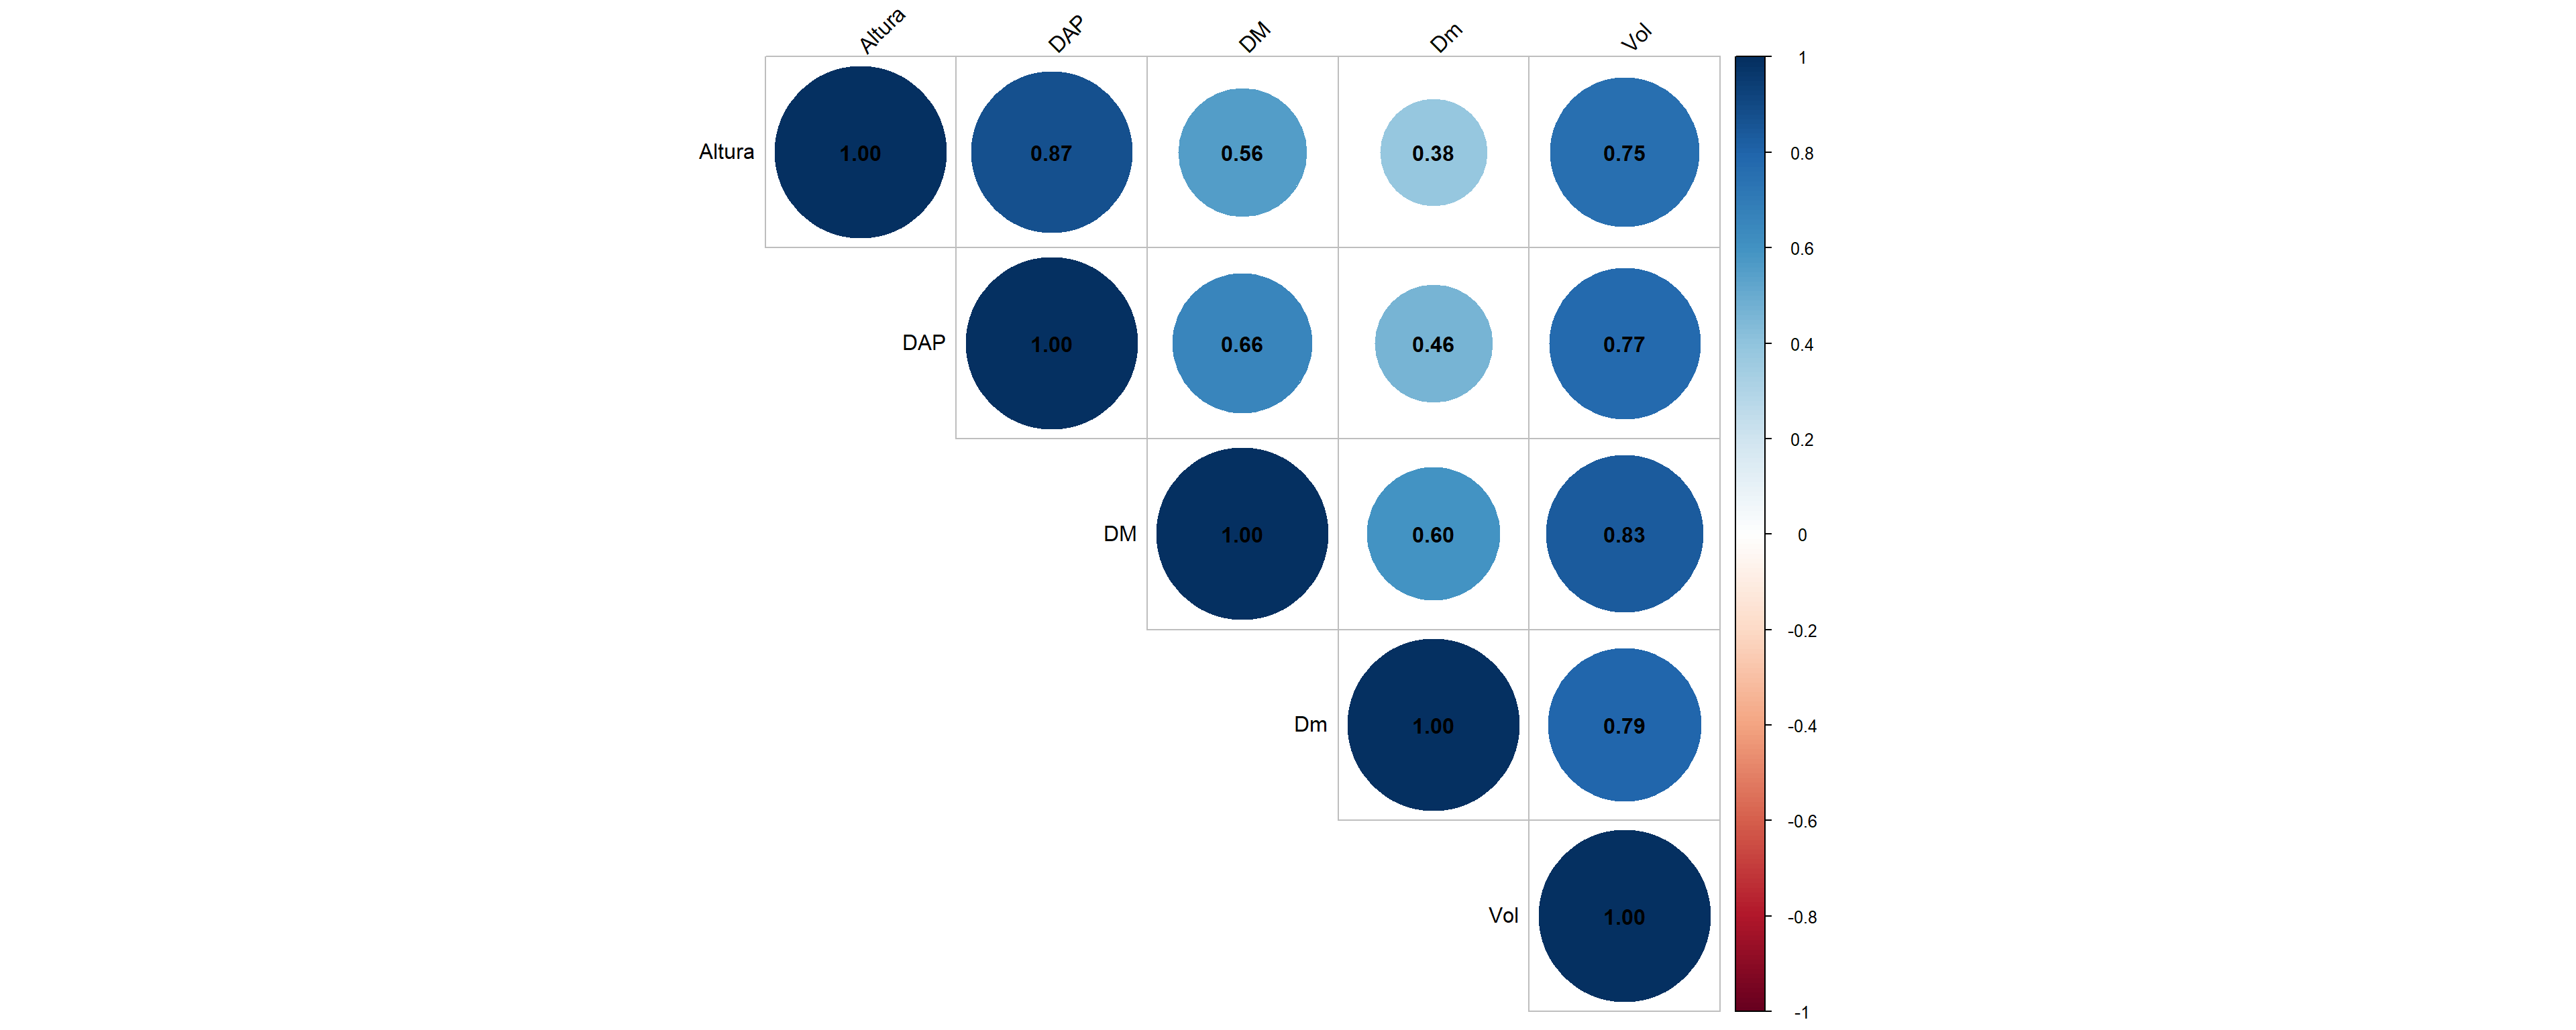 Altura DAP DM Dm Vol
Altura 1.00 0.87 0.56 0.38 0.75
DAP 1.00 0.66 0.46 0.77
DM 1.00 0.60 0.83
Dm 1.00 0.79
Vol 1.00
1
0.8
0.6
0.4
0.2
0
-0.2
-0.4
-0.6
-0.8
-1